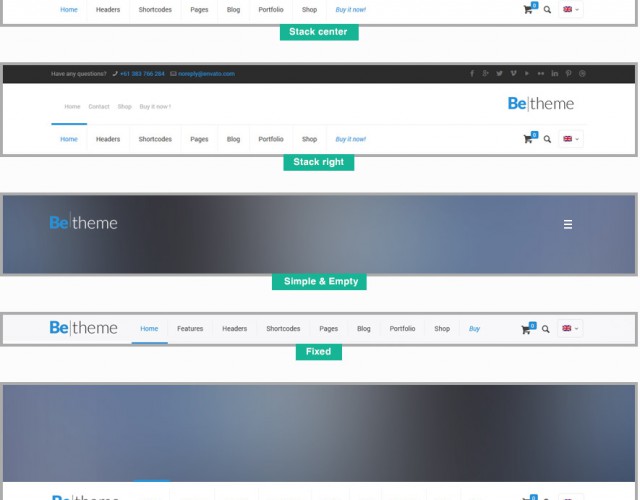 Home Headers Shortcodes Pages Blog Portfolio Shop Buy it now! 0
Stack center
Have any questions? +61 383 766 284 noreply@envato.com
Home Contact Shop Buy it now !
Be|theme
Home Headers Shortcodes Pages Blog Portfolio Shop Buy it now! 0
Stack right
Be|theme
Simple & Empty
Be|theme Home Features Headers Shortcodes Pages Blog Portfolio Shop Buy 0
Fixed
Be|theme